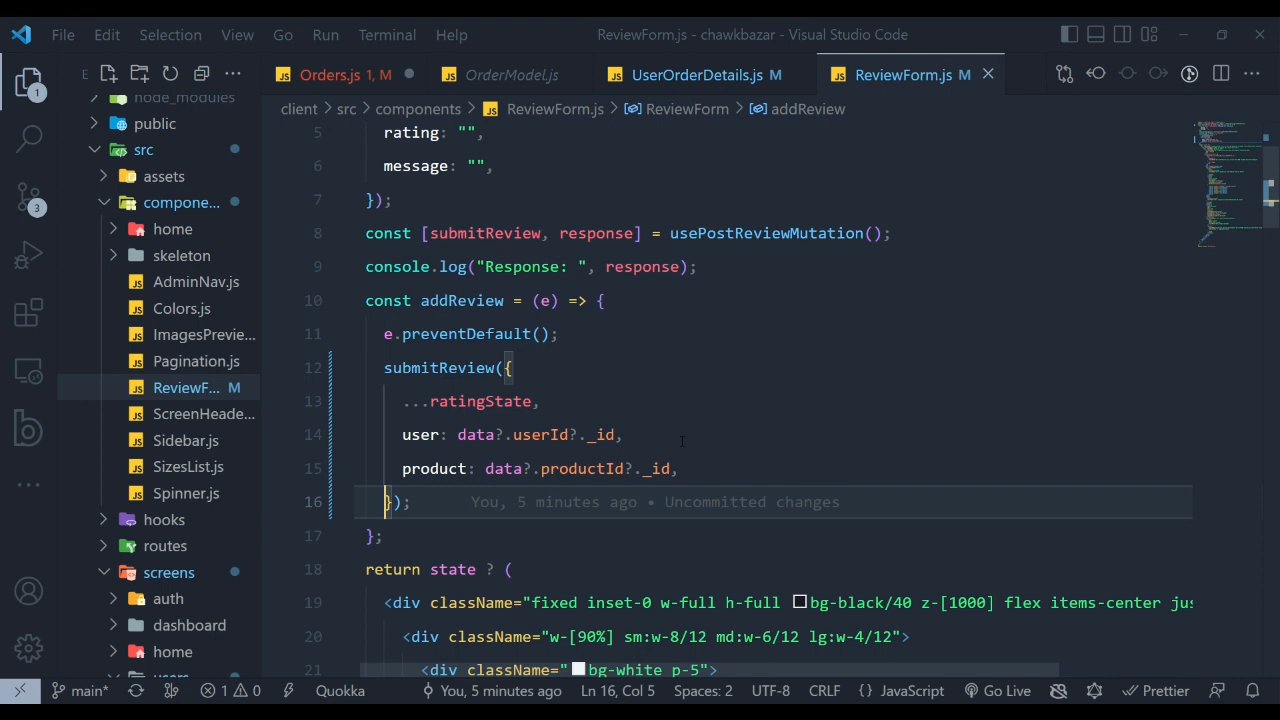 File Edit Selection View Go Run Terminal Help ReviewForm.js - chawkbazar - Visual Studio Code
Orders.js 1, M OrderModel.js UserOrderDetails.js M ReviewForm.js M
client > src > components > ReviewForm.js > ReviewForm > addReview
1
3
E
node_modules
public
src
assets
compone...
home
skeleton
AdminNav.js
Colors.js
ImagesPrevie...
Pagination.js
ReviewF... M
ScreenHeade...
Sidebar.js
SizesList.js
Spinner.js
hooks
routes
screens
auth
dashboard
home
users
5 rating: "",
6 message: "",
7 });
8 const [submitReview, response] = usePostReviewMutation();
9 console.log("Response: ", response);
10 const addReview = (e) => {
11 e.preventDefault();
12 submitReview({
13 ...ratingState,
14 user: data?.userId?._id,
15 product: data?.productId?._id,
16 }); You, 5 minutes ago • Uncommitted changes
17 };
18 return state ? (
19 <div className="fixed inset-0 w-full h-full bg-black/40 z-[1000] flex items-center jus
20 <div className="w-[90%] sm:w-8/12 md:w-6/12 lg:w-4/12">
21 <div className="bg-white p-5">
main* 1 0 Quokka You, 5 minutes ago Ln 16, Col 5 Spaces: 2 UTF-8 CRLF {} JavaScript Go Live Prettier